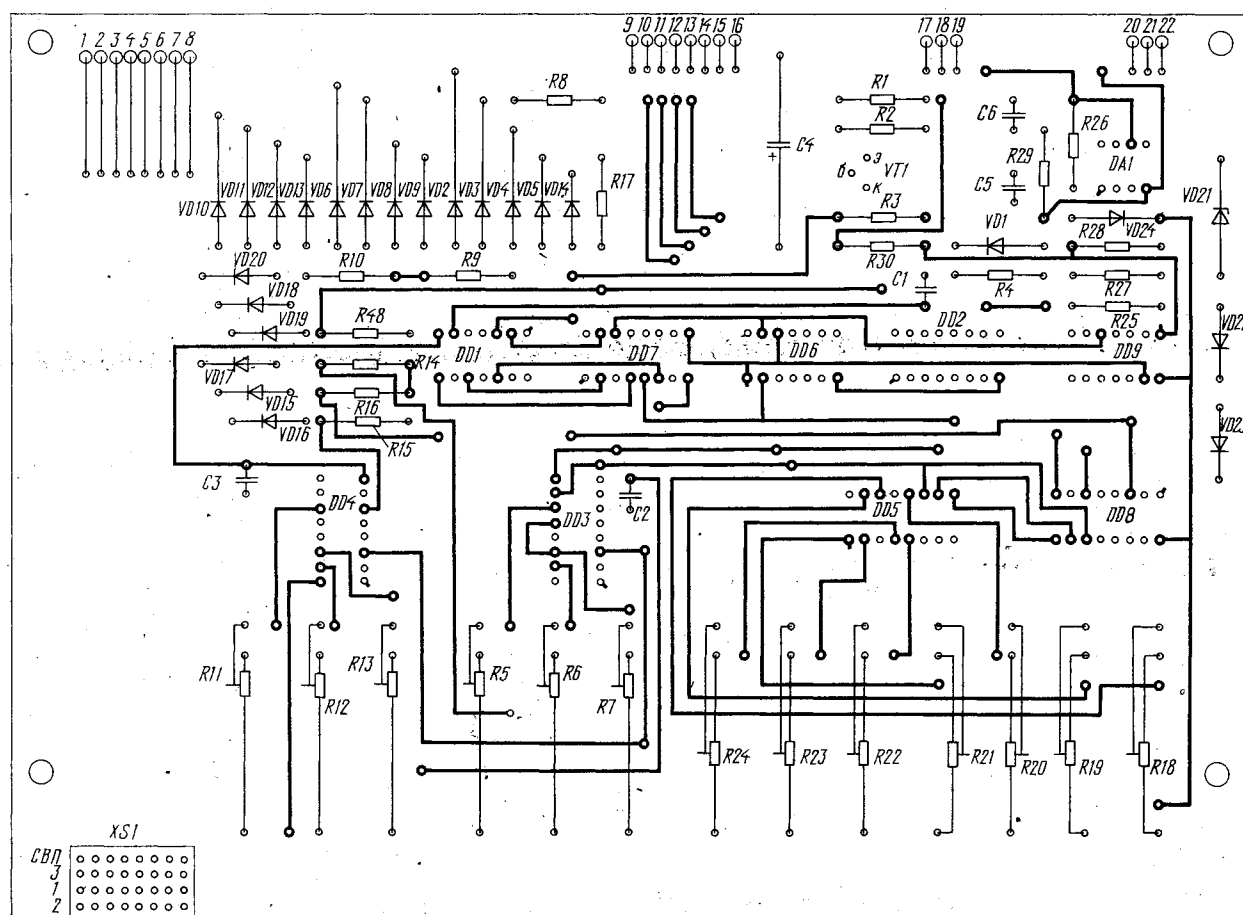 1 2 3 4 5 6 7 8
9 10 11 12 13 14 15 16
17 18 19
20 21 22
R8
R1
R2
C4
C6
R26
R29
DA1
б э VT1
к
C5
R17
VD10 VD11 VD12 VD13 VD6 VD7 VD8 VD9 VD2 VD3 VD4 VD5 VD14
R3
VD1
VD24
VD21
R28
R30
VD20
R10
R9
C1
R4
R27
VD18
VD19
R48
R25
DD1
DD7
DD6
DD2
DD9
VD17
R14
VD15
R16
VD16
R15
C3
DD4
DD3
C2
DD5
DD8
R11
R12
R13
R5
R6
R7
R24
R23
R22
R21
R20
R19
R18
XS1
СВП
3
1
2